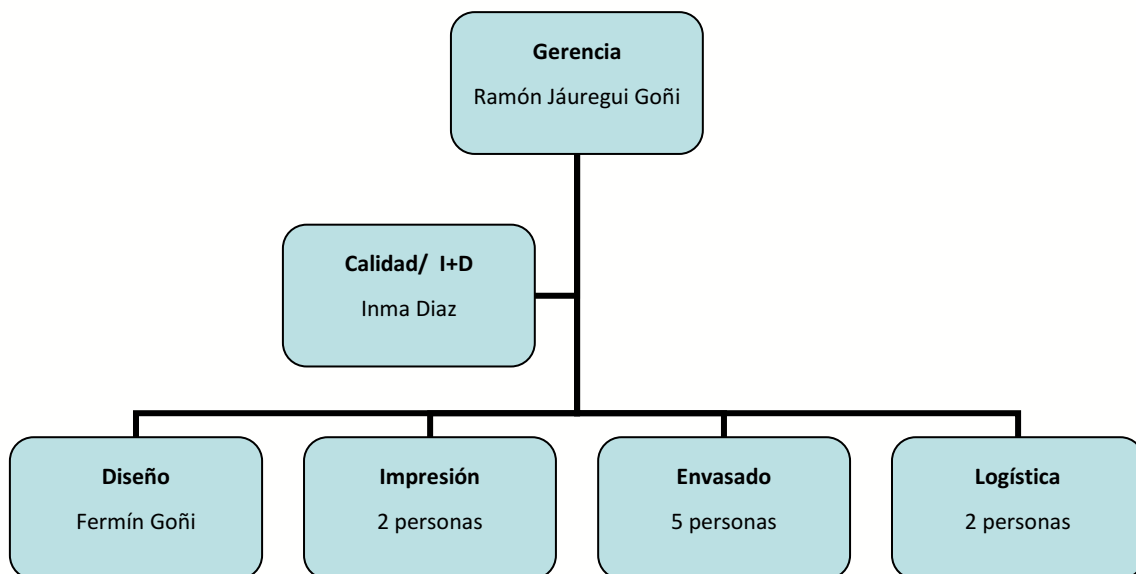 Gerencia
Ramón Jáuregui Goñi
Calidad/ I+D
Inma Diaz
Diseño
Fermín Goñi
Impresión
2 personas
Envasado
5 personas
Logística
2 personas